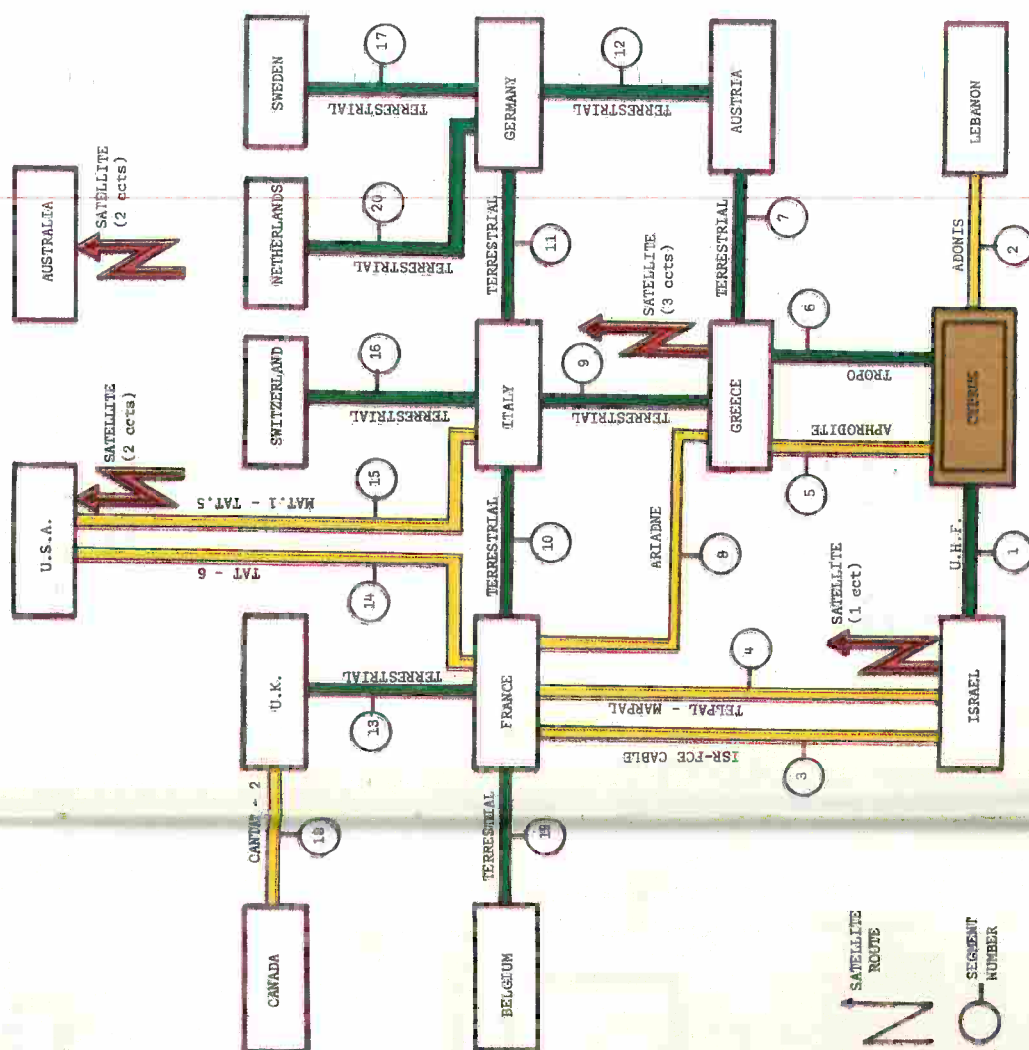 AUSTRALIA
SATELLITE
(2 ccts)
U.S.A.
SATELLITE
(2 ccts)
SWEDEN
TERRESTRIAL
17
NETHERLANDS
TERRESTRIAL
20
SWITZERLAND
TERRESTRIAL
16
MAT.1 - TAT.5
15
TAT - 6
14
U.K.
TERRESTRIAL
13
CANTAT - 2
18
CANADA
GERMANY
TERRESTRIAL
12
TERRESTRIAL
11
ITALY
TERRESTRIAL
9
TERRESTRIAL
10
FRANCE
TERRESTRIAL
19
BELGIUM
AUSTRIA
TERRESTRIAL
7
SATELLITE
(3 ccts)
GREECE
ARIADNE
8
TELPAL - MARPAL
4
ISR-FCE CABLE
3
TROPO
6
APHRODITE
5
LEBANON
ADONIS
2
CYPRUS
U.H.F.
1
SATELLITE
(1 cct)
ISRAEL
SATELLITE
ROUTE
SEGMENT
NUMBER